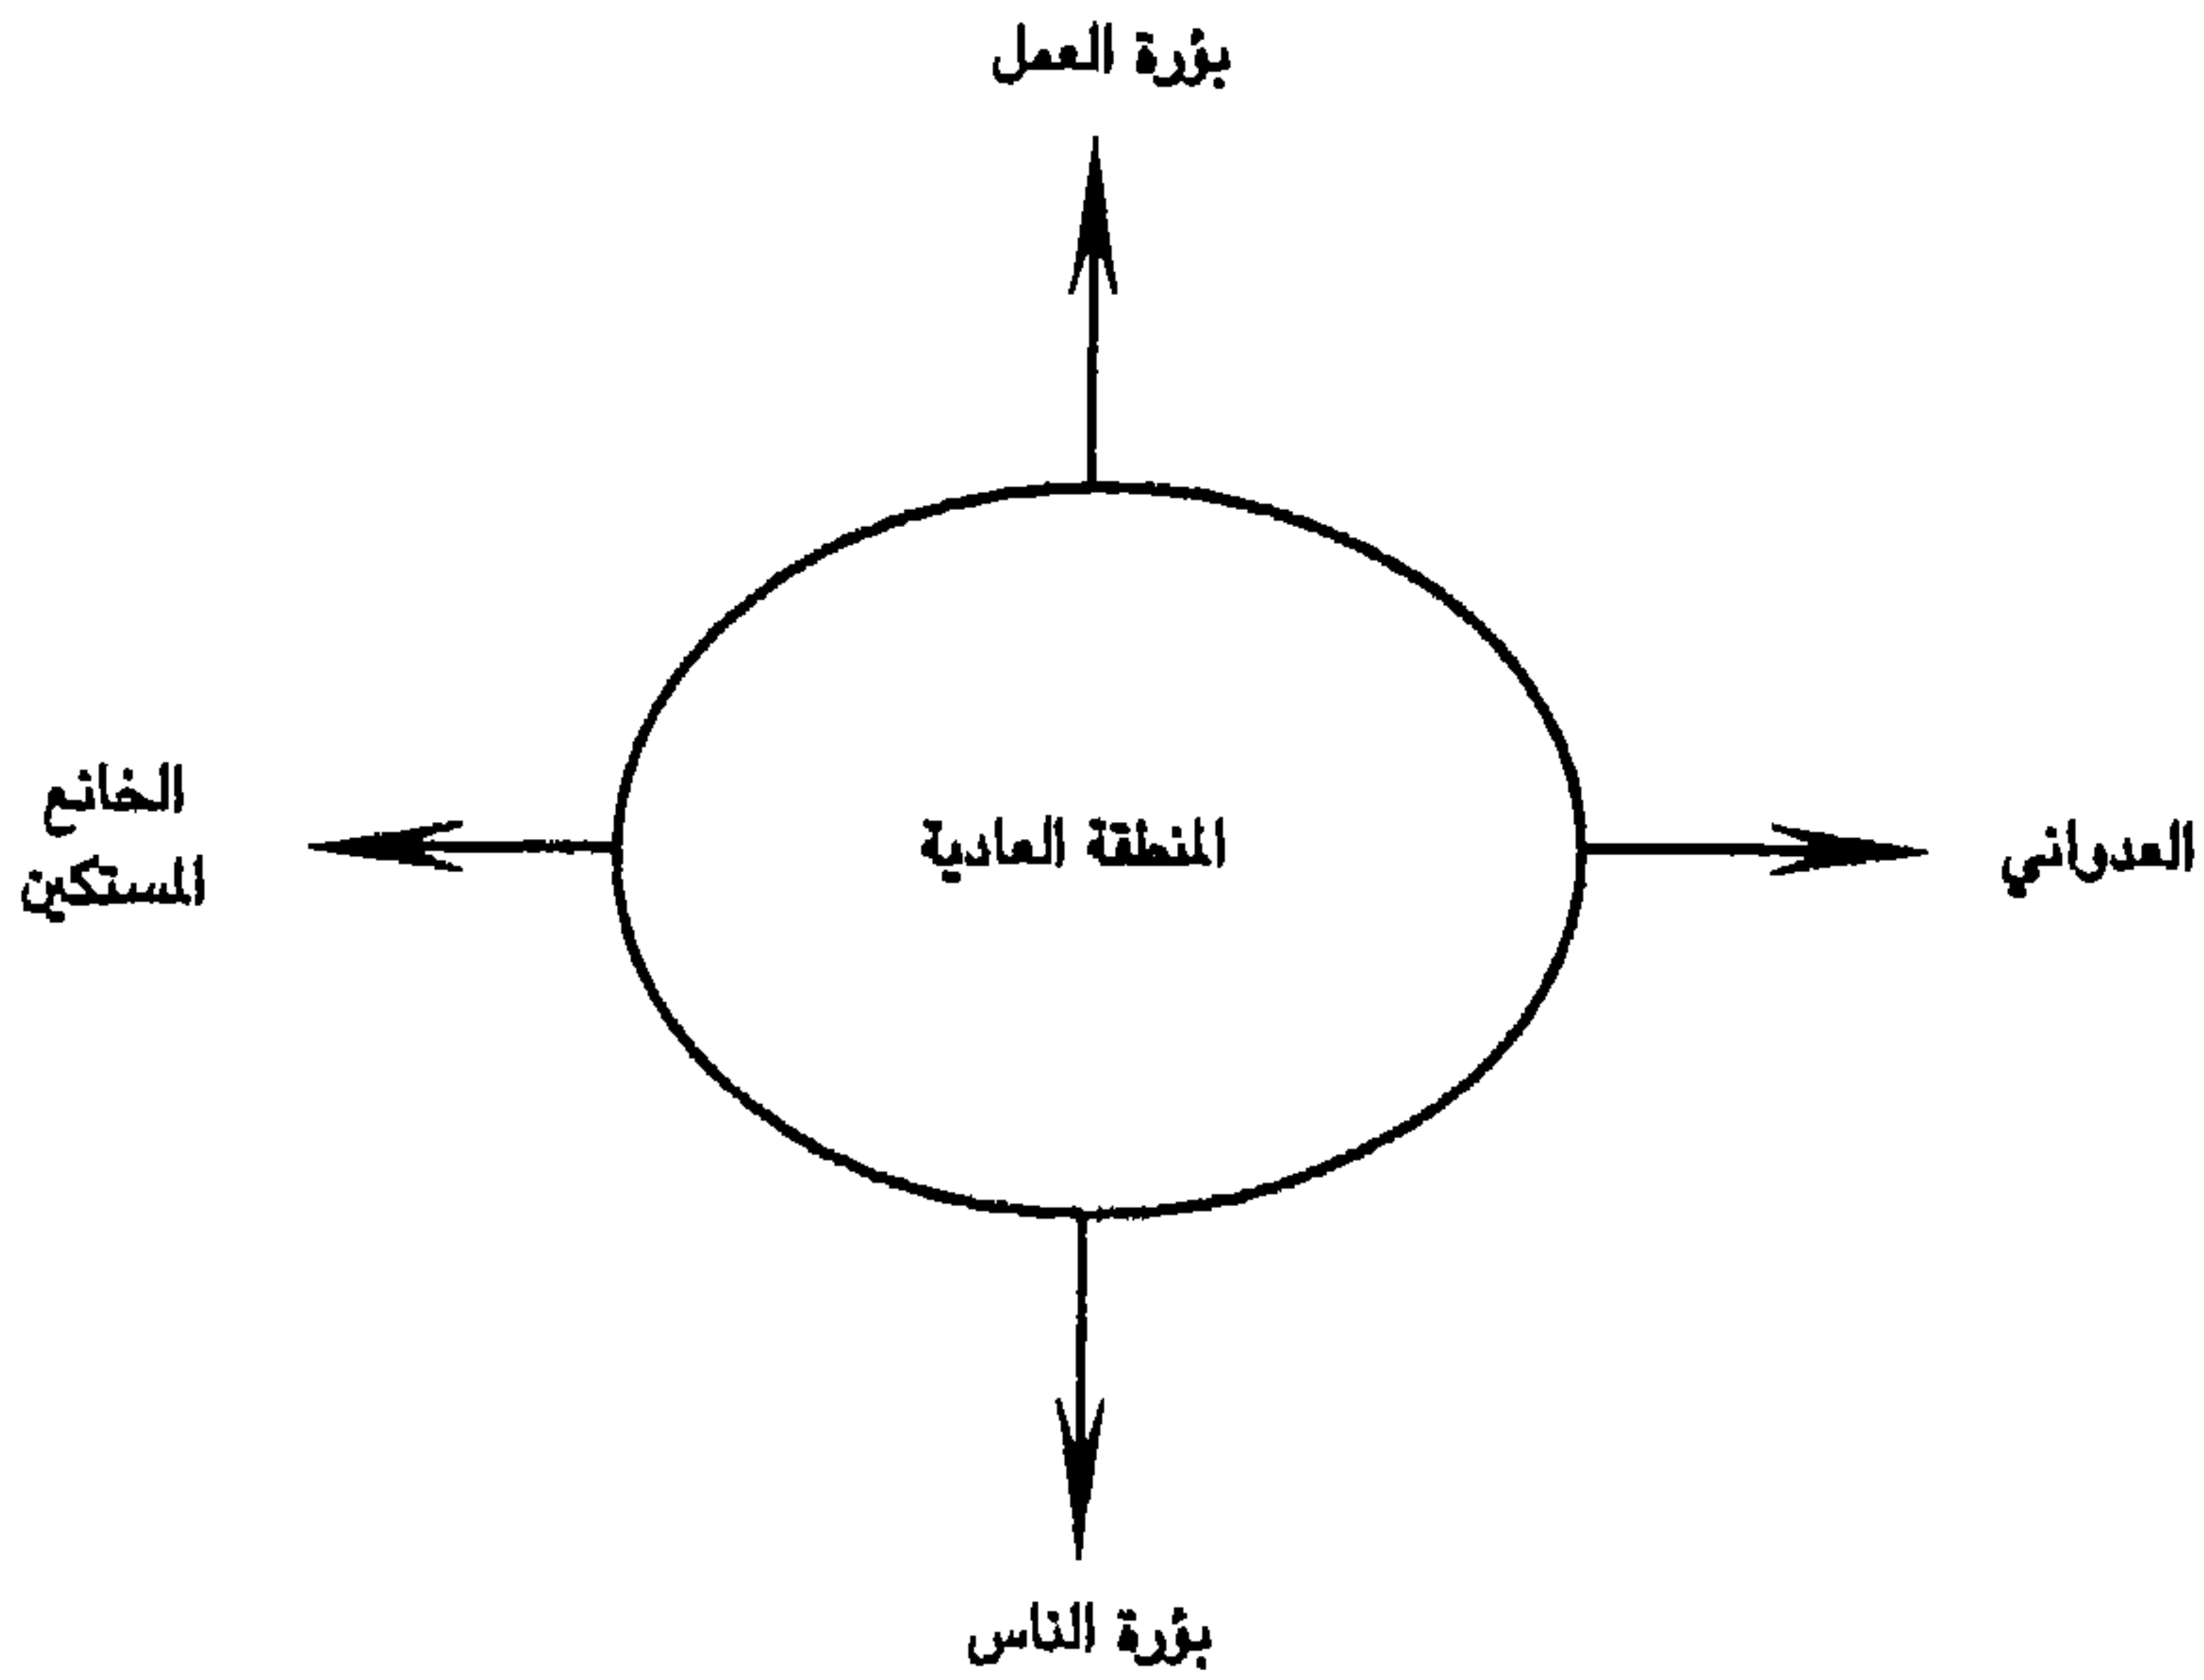 بؤرة العمل
الخانع
المستكين
المنطقة العادية
العدواني
بؤرة الناس